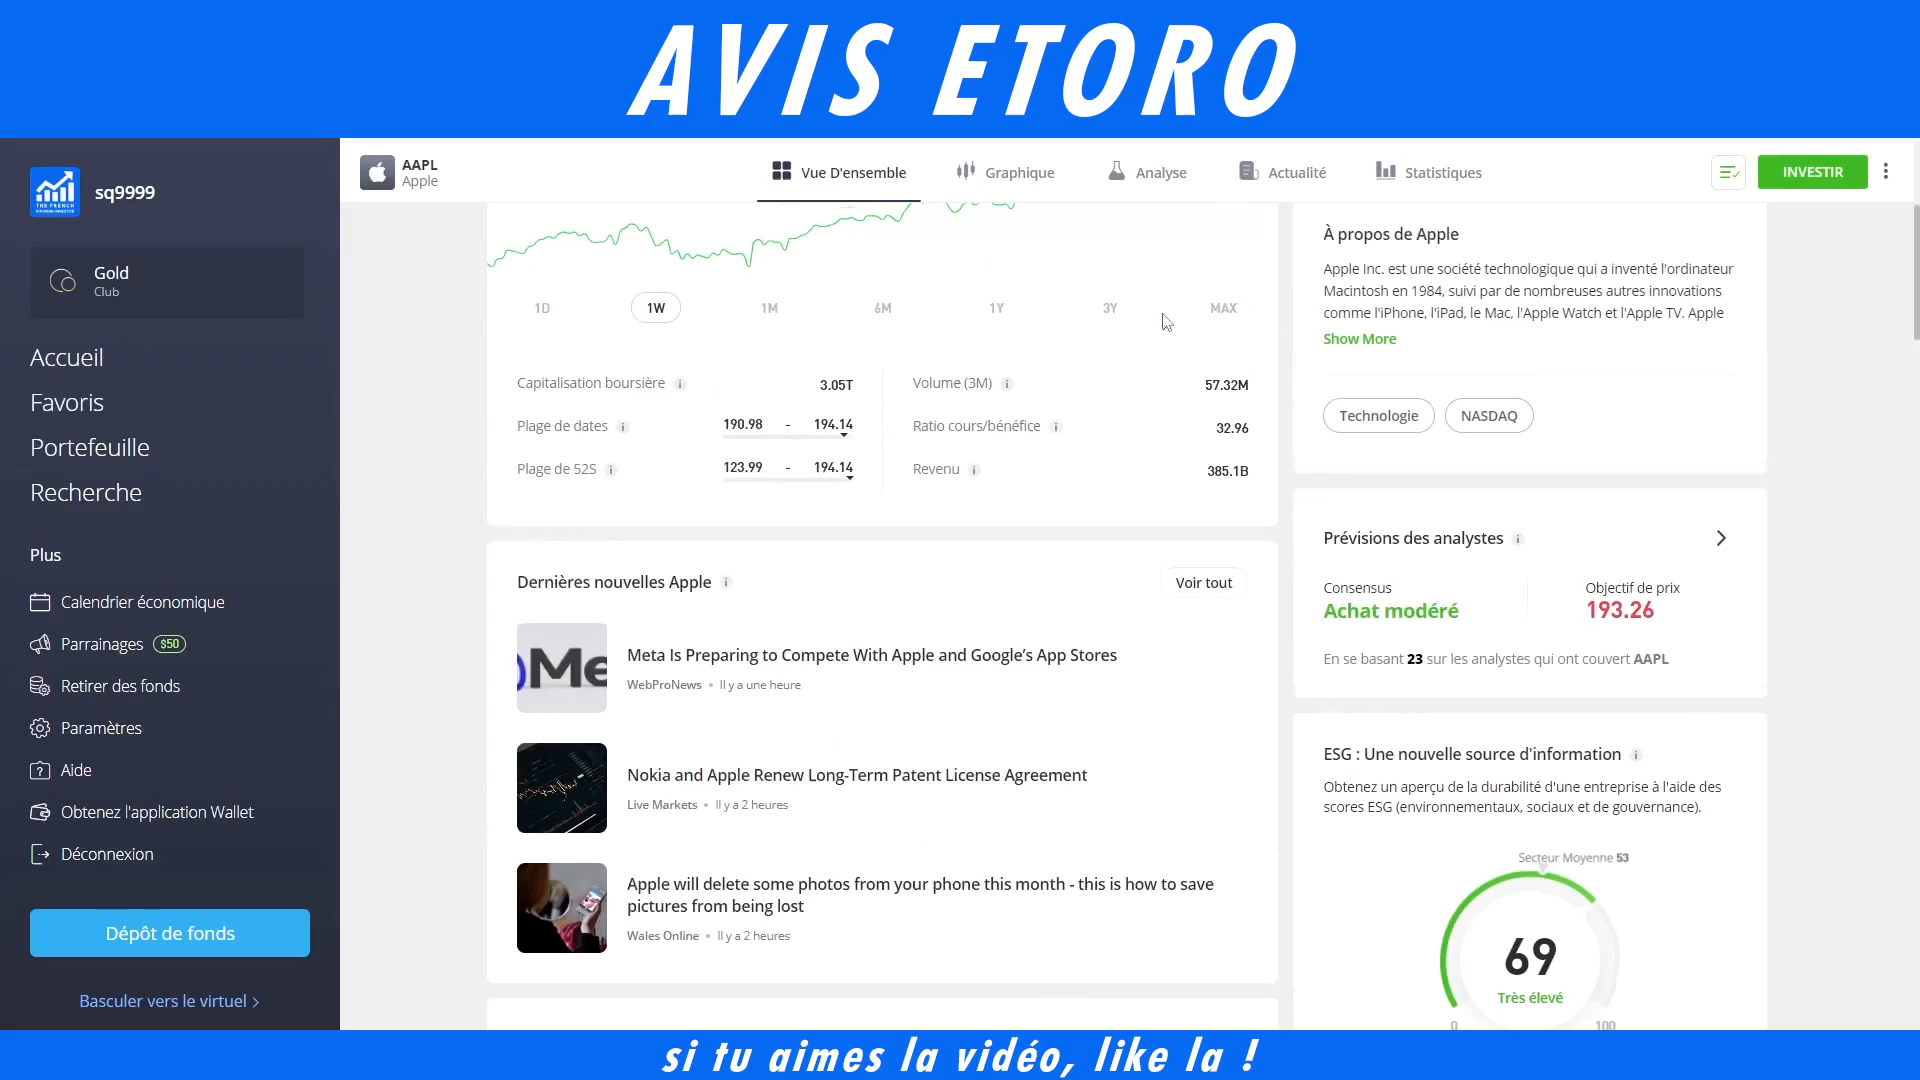 AVIS ETORO
THE FRENCH
sq9999
Gold
Club
Accueil
Favoris
Portefeuille
Recherche
Plus
Calendrier économique
Parrainages $50
Retirer des fonds
Paramètres
Aide
Obtenez l'application Wallet
Déconnexion
Dépôt de fonds
Basculer vers le virtuel >
AAPL
Apple
Vue D'ensemble
Graphique
Analyse
Actualité
Statistiques
INVESTIR
1D 1W 1M 6M 1Y 3Y MAX
Capitalisation boursière i 3.05T
Plage de dates i 190.98 - 194.14
Plage de 52S i 123.99 - 194.14
Volume (3M) i 57.32M
Ratio cours/bénéfice i 32.96
Revenu i 385.1B
Dernières nouvelles Apple i
Voir tout
Me
Meta Is Preparing to Compete With Apple and Google’s App Stores
WebProNews • Il y a une heure
Nokia and Apple Renew Long-Term Patent License Agreement
Live Markets • Il y a 2 heures
Apple will delete some photos from your phone this month - this is how to save
pictures from being lost
Wales Online • Il y a 2 heures
À propos de Apple
Apple Inc. est une société technologique qui a inventé l'ordinateur
Macintosh en 1984, suivi par de nombreuses autres innovations
comme l'iPhone, l'iPad, le Mac, l'Apple Watch et l'Apple TV. Apple
Show More
Technologie
NASDAQ
Prévisions des analystes i
Consensus
Achat modéré
Objectif de prix
193.26
En se basant 23 sur les analystes qui ont couvert AAPL
ESG : Une nouvelle source d'information i
Obtenez un aperçu de la durabilité d'une entreprise à l'aide des
scores ESG (environnementaux, sociaux et de gouvernance).
Secteur Moyenne 53
69
Très élevé
0 100
si tu aimes la vidéo, like la !